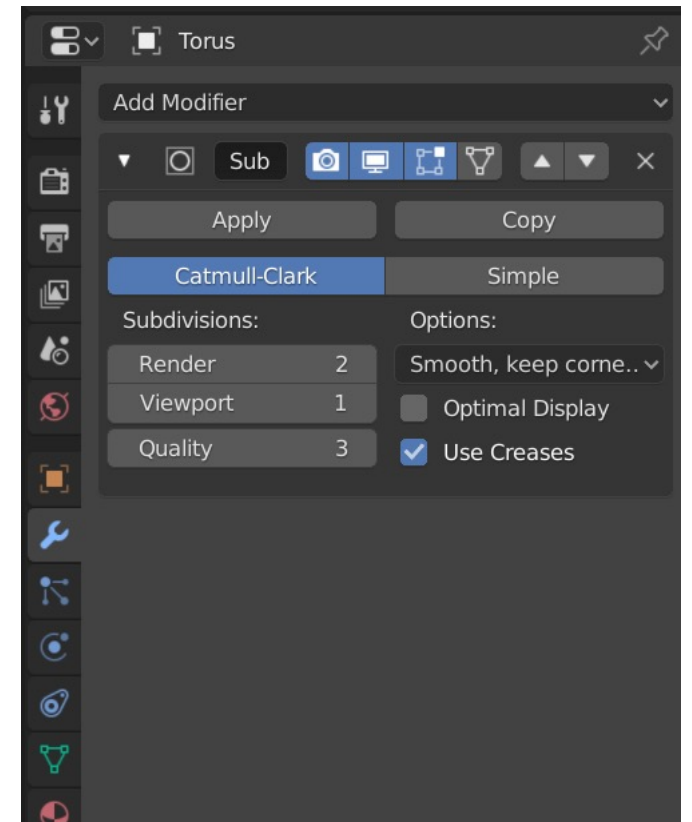 Torus
Add Modifier
Sub
Apply Copy
Catmull-Clark Simple
Subdivisions: Options:
Render 2 Smooth, keep corne..
Viewport 1 Optimal Display
Quality 3 Use Creases